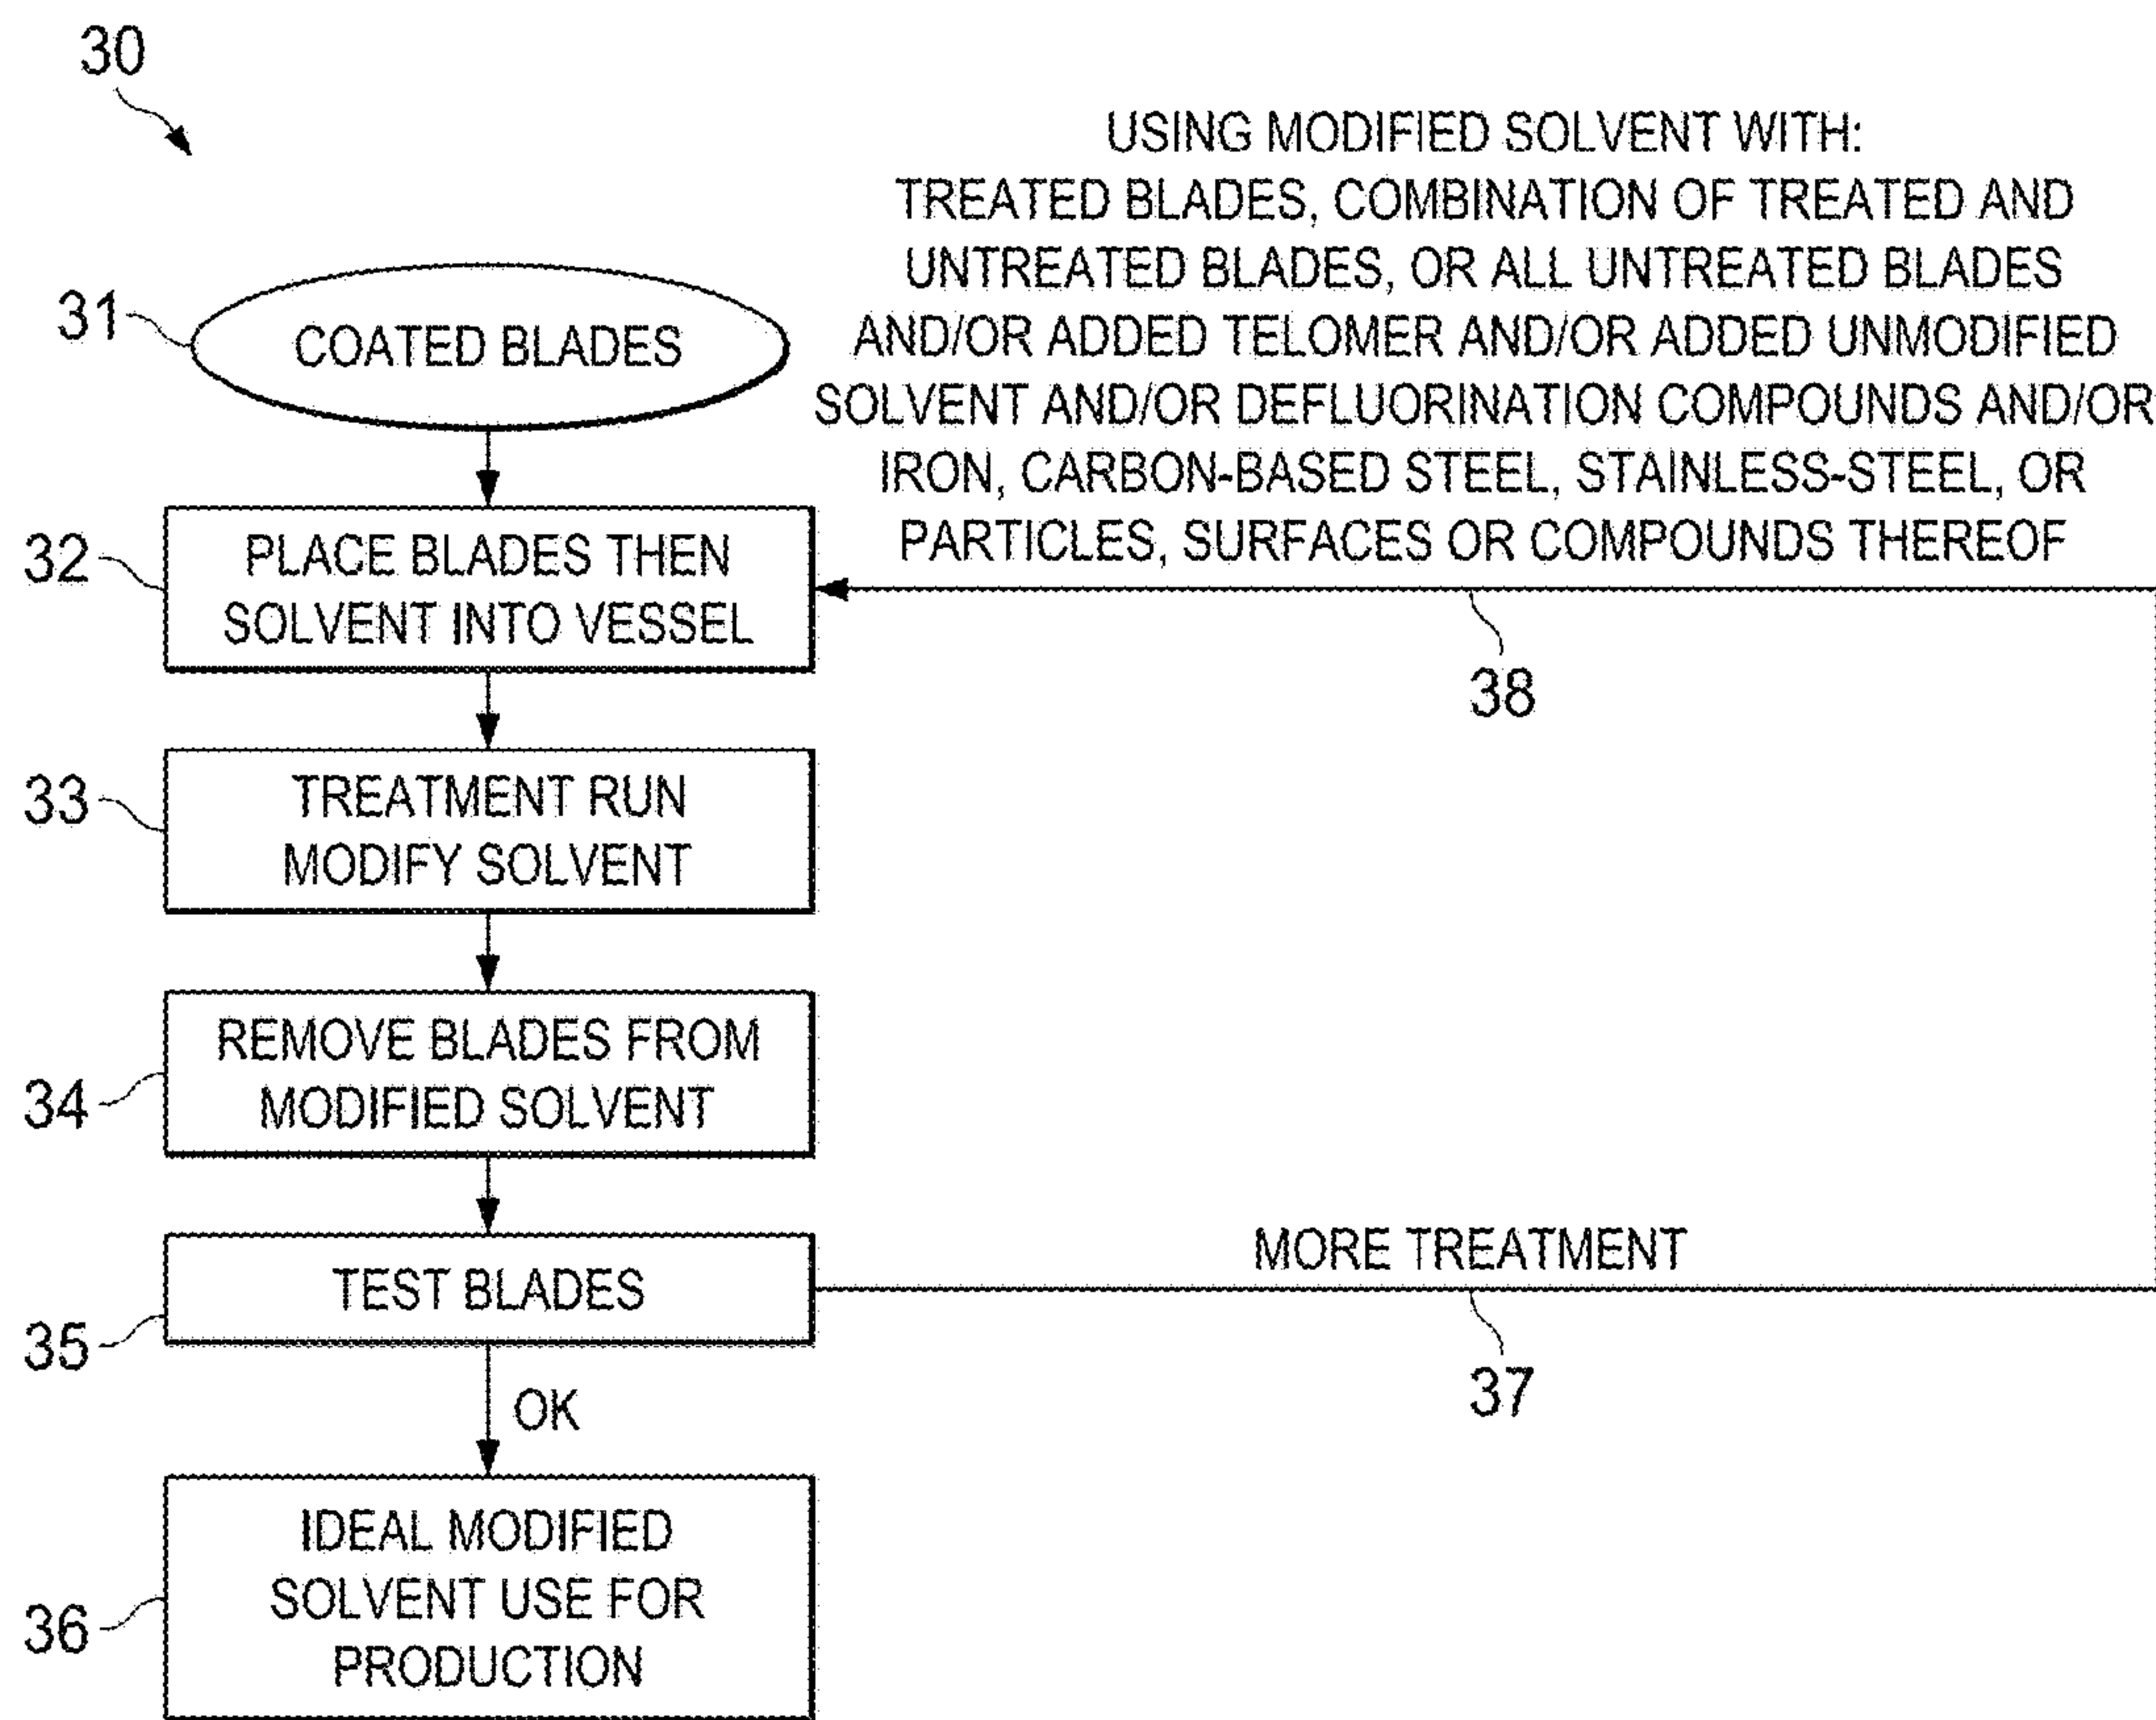 30
USING MODIFIED SOLVENT WITH:
TREATED BLADES, COMBINATION OF TREATED AND
UNTREATED BLADES, OR ALL UNTREATED BLADES
AND/OR ADDED TELOMER AND/OR ADDED UNMODIFIED
SOLVENT AND/OR DEFLUORINATION COMPOUNDS AND/OR
IRON, CARBON-BASED STEEL, STAINLESS-STEEL, OR
PARTICLES, SURFACES OR COMPOUNDS THEREOF
38
31
COATED BLADES
32
PLACE BLADES THEN
SOLVENT INTO VESSEL
33
TREATMENT RUN
MODIFY SOLVENT
34
REMOVE BLADES FROM
MODIFIED SOLVENT
35
TEST BLADES
MORE TREATMENT
37
OK
36
IDEAL MODIFIED
SOLVENT USE FOR
PRODUCTION